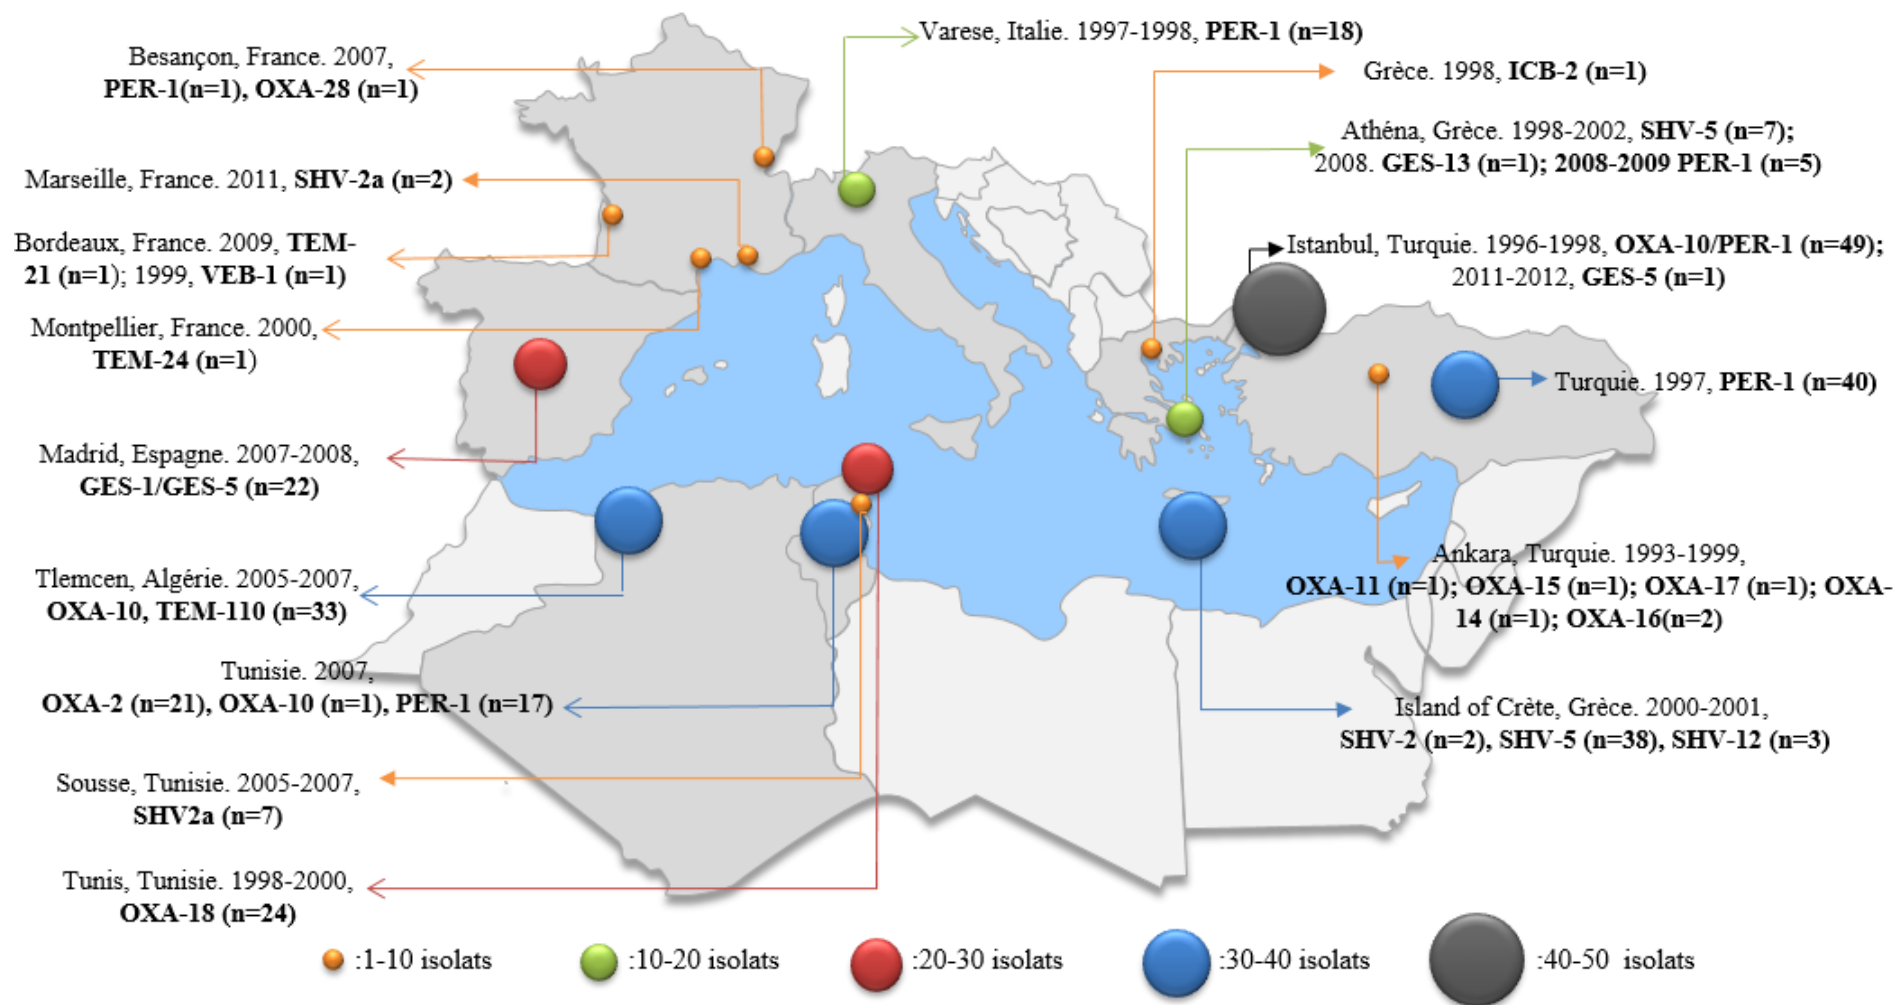 Besançon, France. 2007,
PER-1(n=1), OXA-28 (n=1)
Marseille, France. 2011, SHV-2a (n=2)
Bordeaux, France. 2009, TEM-
21 (n=1); 1999, VEB-1 (n=1)
Montpellier, France. 2000,
TEM-24 (n=1)
Madrid, Espagne. 2007-2008,
GES-1/GES-5 (n=22)
Tlemcen, Algérie. 2005-2007,
OXA-10, TEM-110 (n=33)
Tunisie. 2007,
OXA-2 (n=21), OXA-10 (n=1), PER-1 (n=17)
Sousse, Tunisie. 2005-2007,
SHV2a (n=7)
Tunis, Tunisie. 1998-2000,
OXA-18 (n=24)
Varese, Italie. 1997-1998, PER-1 (n=18)
Grèce. 1998, ICB-2 (n=1)
Athéna, Grèce. 1998-2002, SHV-5 (n=7);
2008. GES-13 (n=1); 2008-2009 PER-1 (n=5)
Istanbul, Turquie. 1996-1998, OXA-10/PER-1 (n=49);
2011-2012, GES-5 (n=1)
Turquie. 1997, PER-1 (n=40)
Ankara, Turquie. 1993-1999,
OXA-11 (n=1); OXA-15 (n=1); OXA-17 (n=1); OXA-
14 (n=1); OXA-16(n=2)
Island of Crète, Grèce. 2000-2001,
SHV-2 (n=2), SHV-5 (n=38), SHV-12 (n=3)
:1-10 isolats
:10-20 isolats
:20-30 isolats
:30-40 isolats
:40-50 isolats